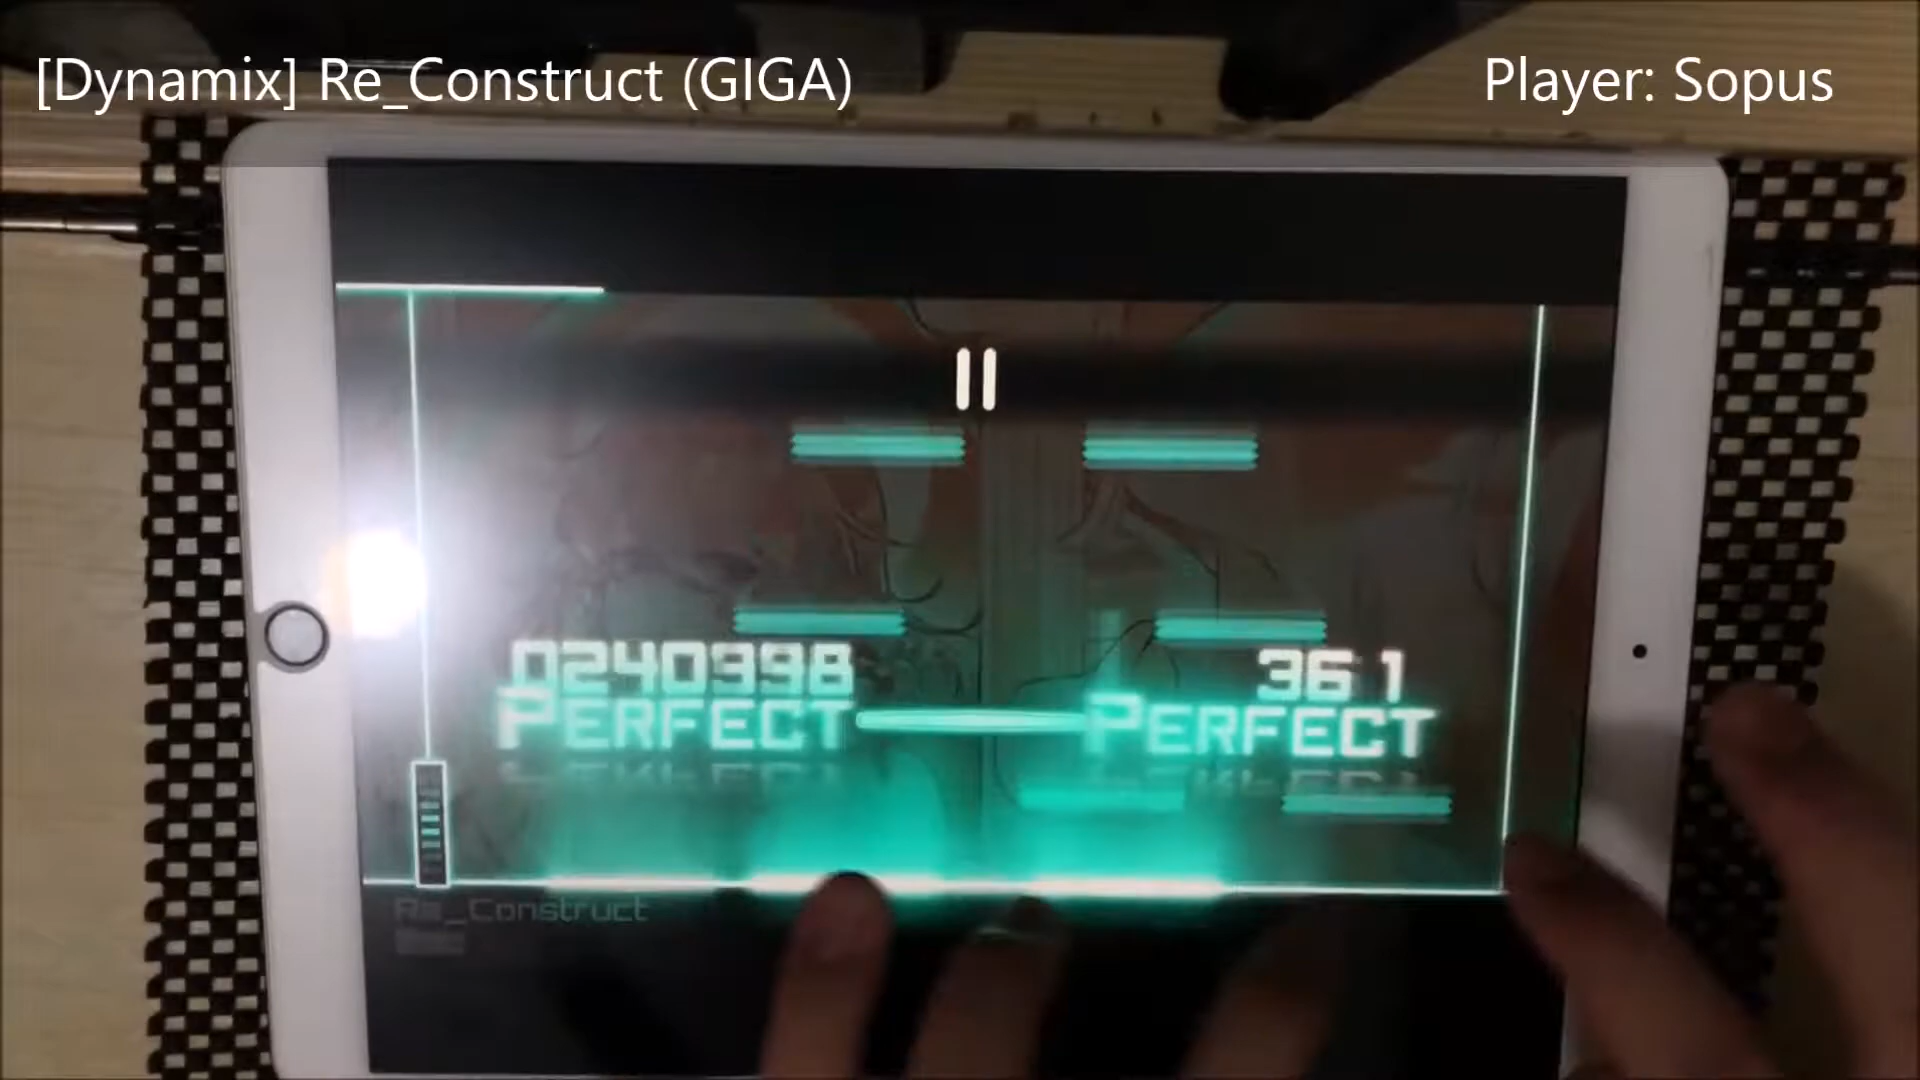 [Dynamix] Re_Construct (GIGA)
Player: Sopus
0240998
361
PERFECT
PERFECT
Re_Construct